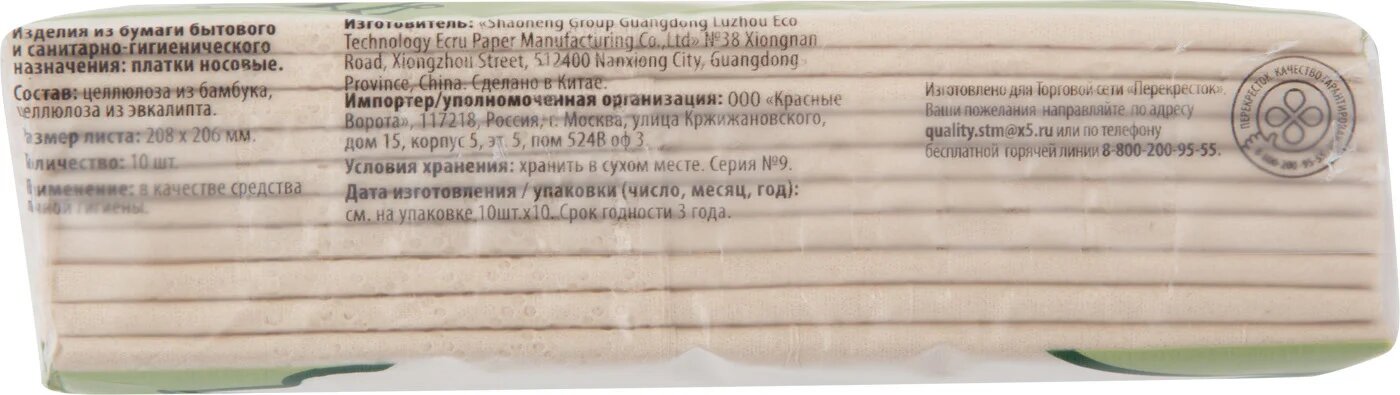 Изделия из бумаги бытового
и санитарно-гигиенического
назначения: платки носовые.
Состав: целлюлоза из бамбука,
целлюлоза из эвкалипта.
Размер листа: 208 х 206 мм.
Количество: 10 шт.
Применение: в качестве средства
личной гигиены.
Изготовитель: «Shaoneng Group Guangdong Luzhou Eco
Technology Ecru Paper Manufacturing Co.,Ltd» №38 Xiongnan
Road, Xiongzhou Street, 512400 Nanxiong City, Guangdong
Province, China. Сделано в Китае.
Импортер/уполномоченная организация: ООО «Красные
Ворота», 117218, Россия, г. Москва, улица Кржижановского,
дом 15, корпус 5, эт. 5, пом 524В оф 3
Условия хранения: хранить в сухом месте. Серия №9.
Дата изготовления / упаковки (число, месяц, год):
см. на упаковке 10шт.х10. Срок годности 3 года.
Изготовлено для Торговой сети «Перекресток».
Ваши пожелания направляйте по адресу
quality.stm@x5.ru или по телефону
бесплатной горячей линии 8-800-200-95-55.
ПЕРЕКРЕСТОК КАЧЕСТВО ГАРАНТИРОВАНО
8 800 200-95-55